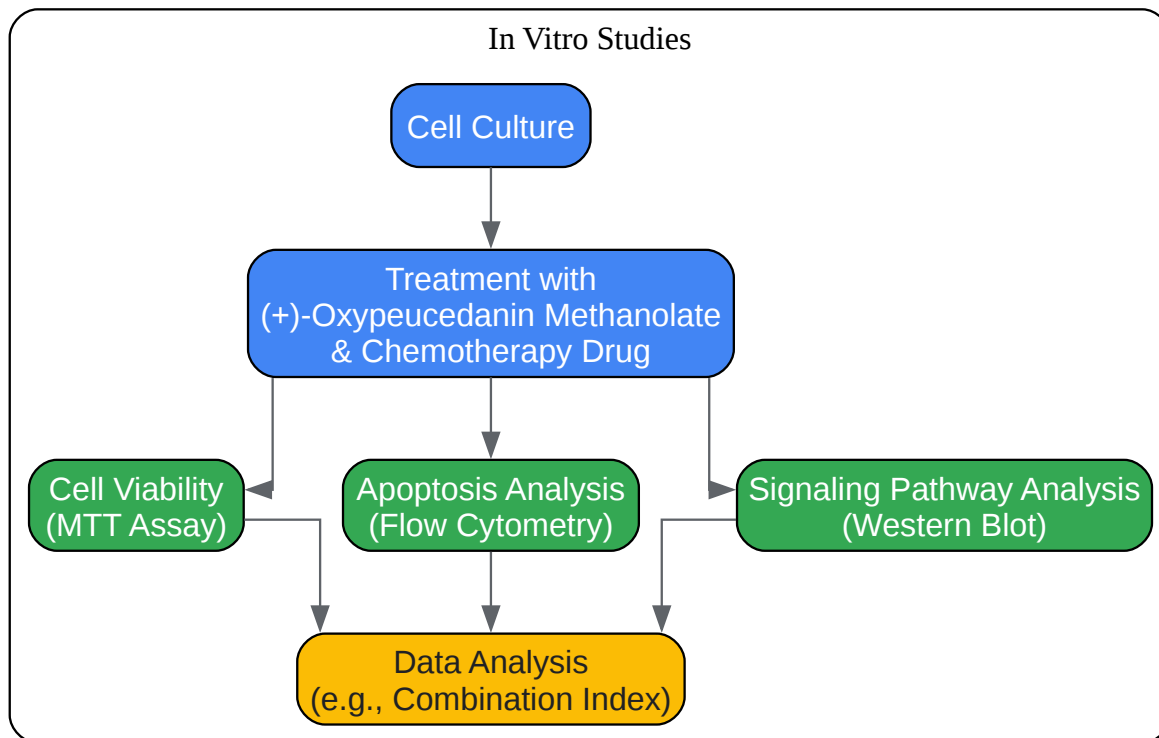 In Vitro Studies
Cell Culture
Treatment with
(+)-Oxypeucedanin Methanolate
& Chemotherapy Drug
Cell Viability
(MTT Assay)
Apoptosis Analysis
(Flow Cytometry)
Signaling Pathway Analysis
(Western Blot)
Data Analysis
(e.g., Combination Index)